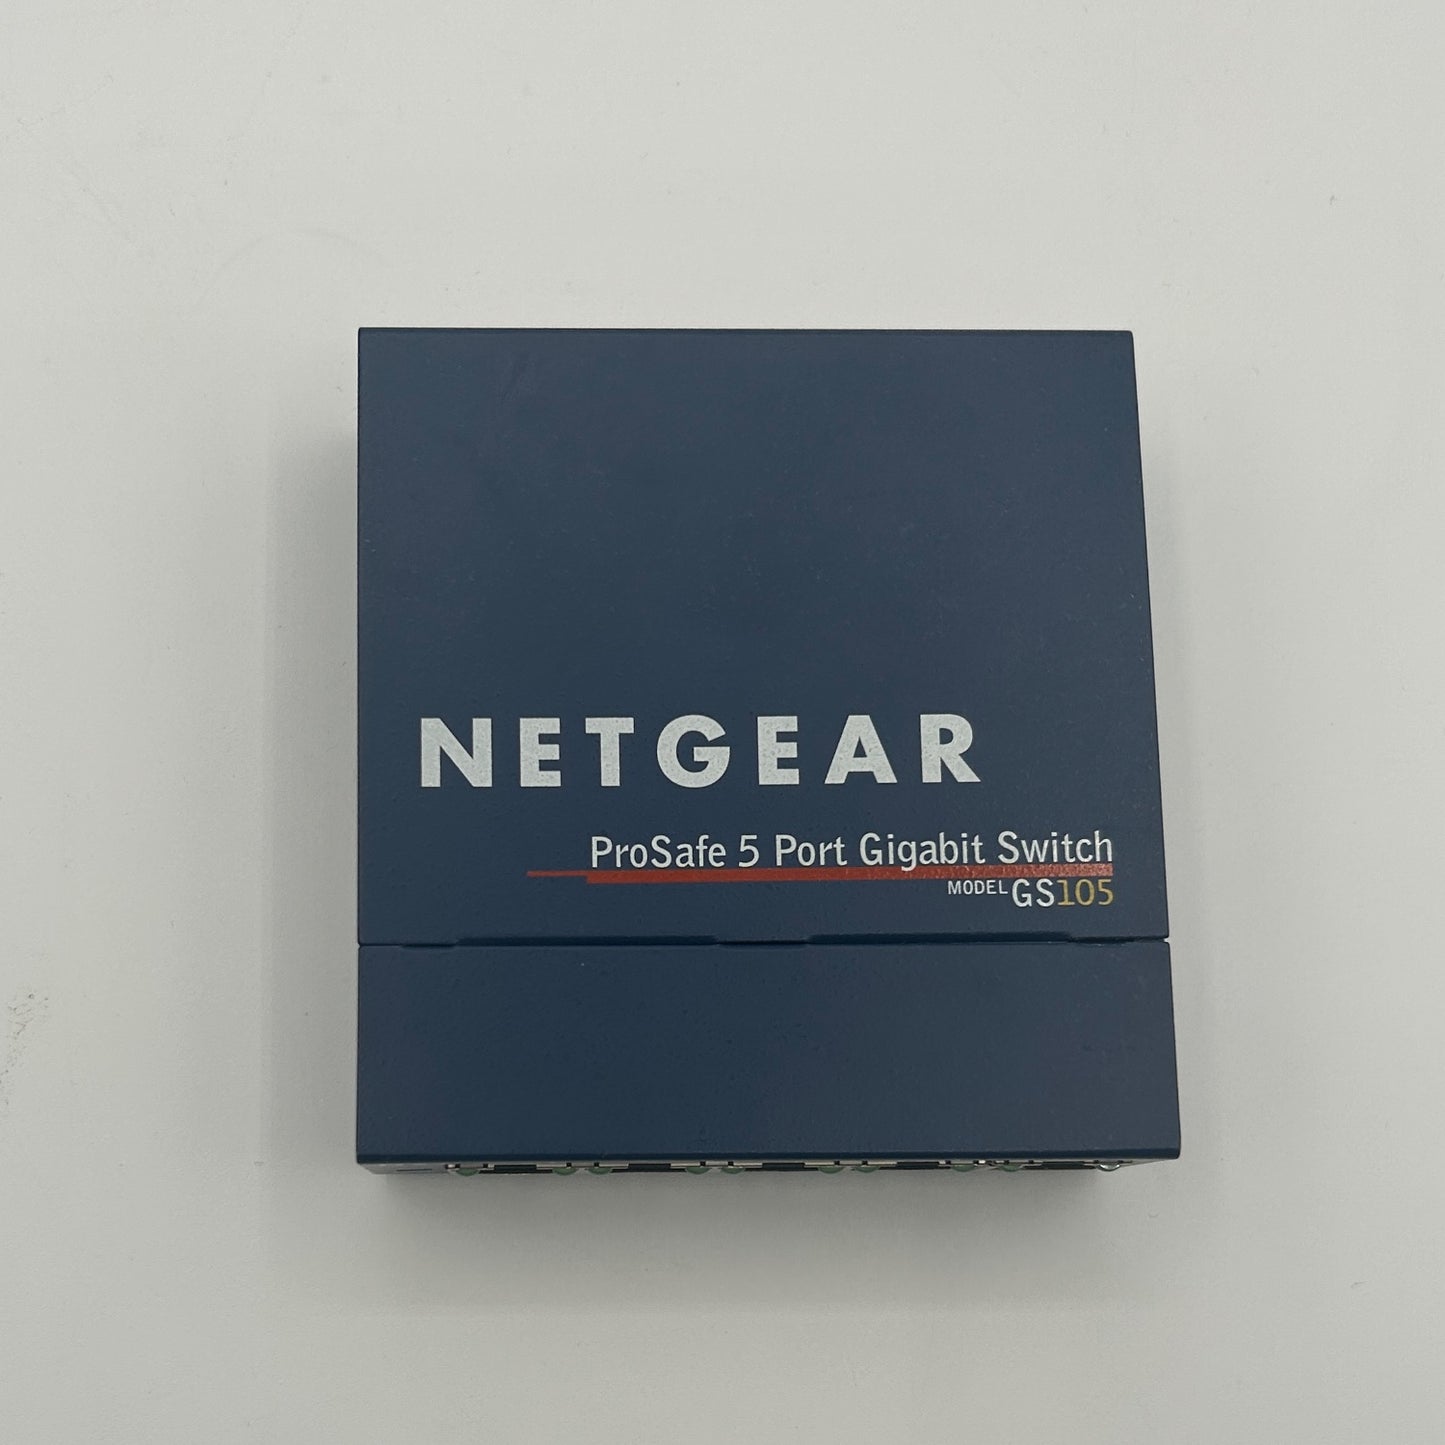 NETGEAR
ProSafe 5 Port Gigabit Switch
MODEL GS105